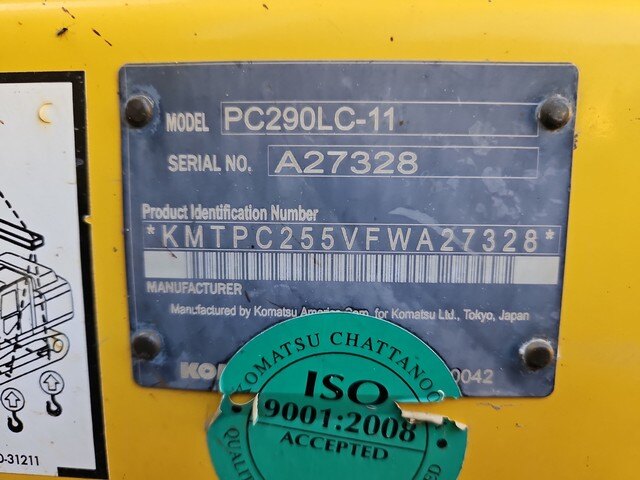 MODEL PC290LC-11
SERIAL NO. A27328
Product Identification Number
*KMTPC255VFWA27328*
MANUFACTURER
Manufactured by Komatsu America Corp. for Komatsu Ltd., Tokyo, Japan
0042
KOMATSU CHATTANOO
ISO
9001:2008
ACCEPTED
0-31211